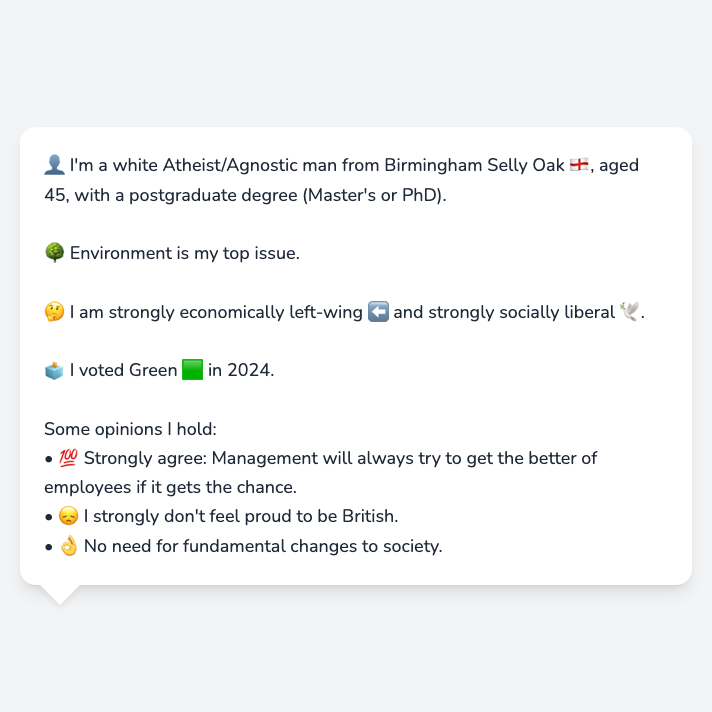 👤 I'm a white Atheist/Agnostic man from Birmingham Selly Oak 🏴󠁧󠁢󠁥󠁮󠁧󠁿, aged
45, with a postgraduate degree (Master's or PhD).
🌳 Environment is my top issue.
🤔 I am strongly economically left-wing ⬅️ and strongly socially liberal 🕊️.
🗳️ I voted Green 🟩 in 2024.
Some opinions I hold:
• 💯 Strongly agree: Management will always try to get the better of
employees if it gets the chance.
• 😞 I strongly don't feel proud to be British.
• 👌 No need for fundamental changes to society.